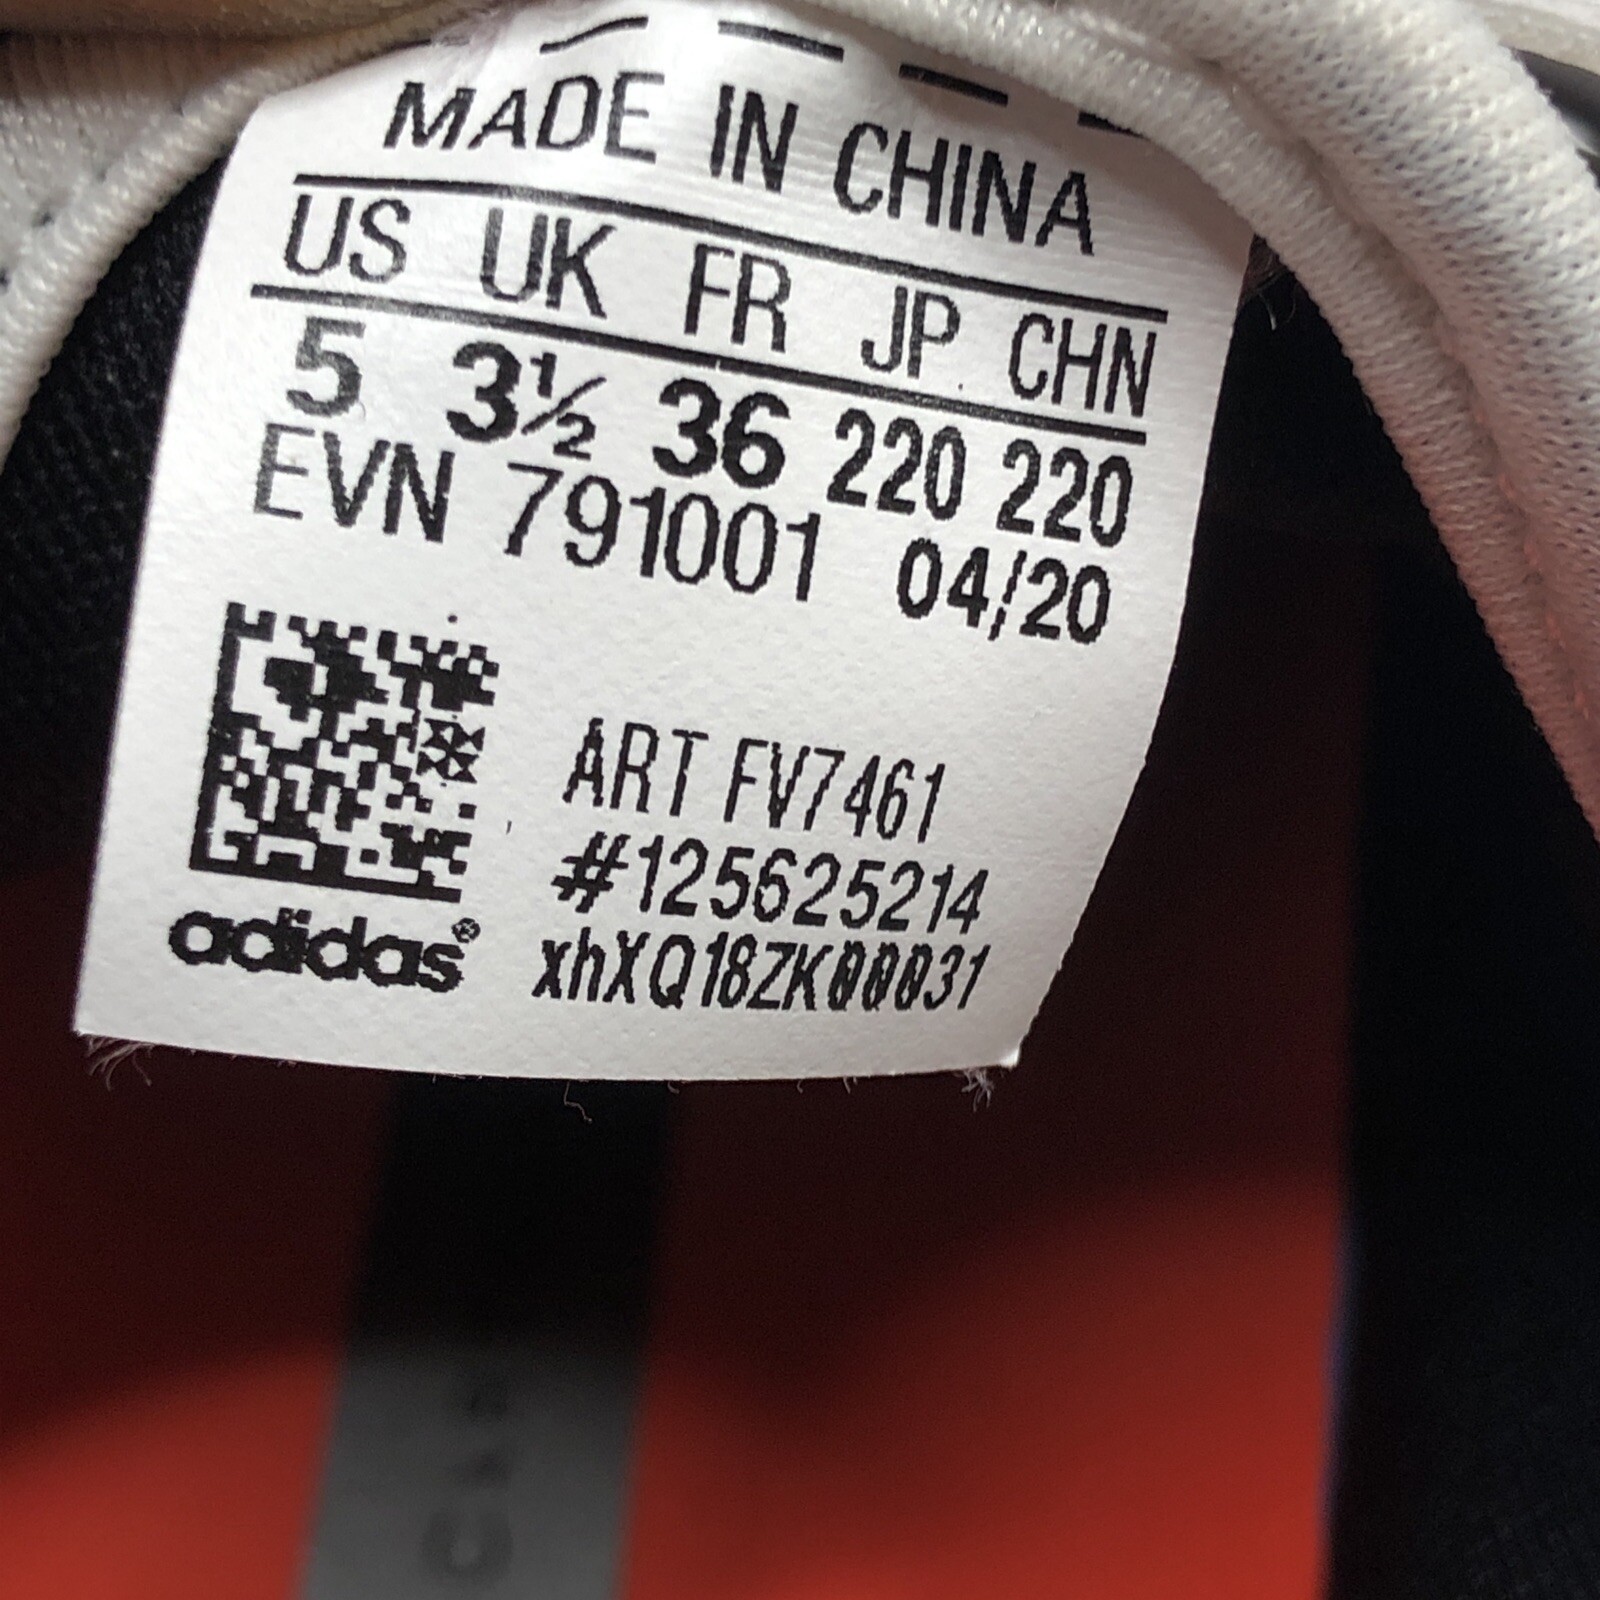 MADE IN CHINA
US UK FR JP CHN
5 3½ 36 220 220
EVN 791001 04/20
ART FV7461
#125625214
adidas® xhXQ18ZK00031